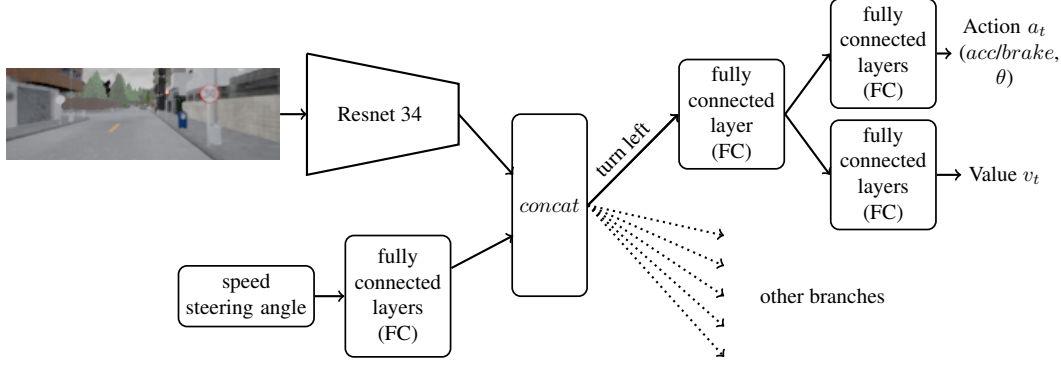 Resnet 34
speed
steering angle
fully
connected
layers
(FC)
concat
turn left
fully
connected
layer
(FC)
fully
connected
layers
(FC)
Action a_t
(acc/brake,
θ)
fully
connected
layers
(FC)
Value v_t
other branches